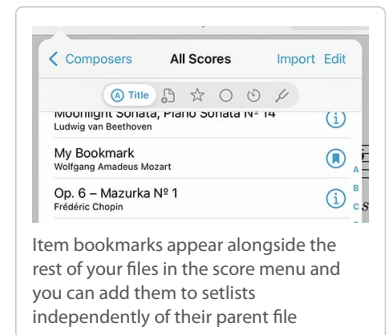 Composers All Scores Import Edit
A Title
Moonlight Sonata, Piano Sonata Nº 14
Ludwig van Beethoven
My Bookmark
Wolfgang Amadeus Mozart
A
Op. 6 – Mazurka Nº 1
B
Frédéric Chopin
C
Item bookmarks appear alongside the
rest of your files in the score menu and
you can add them to setlists
independently of their parent file